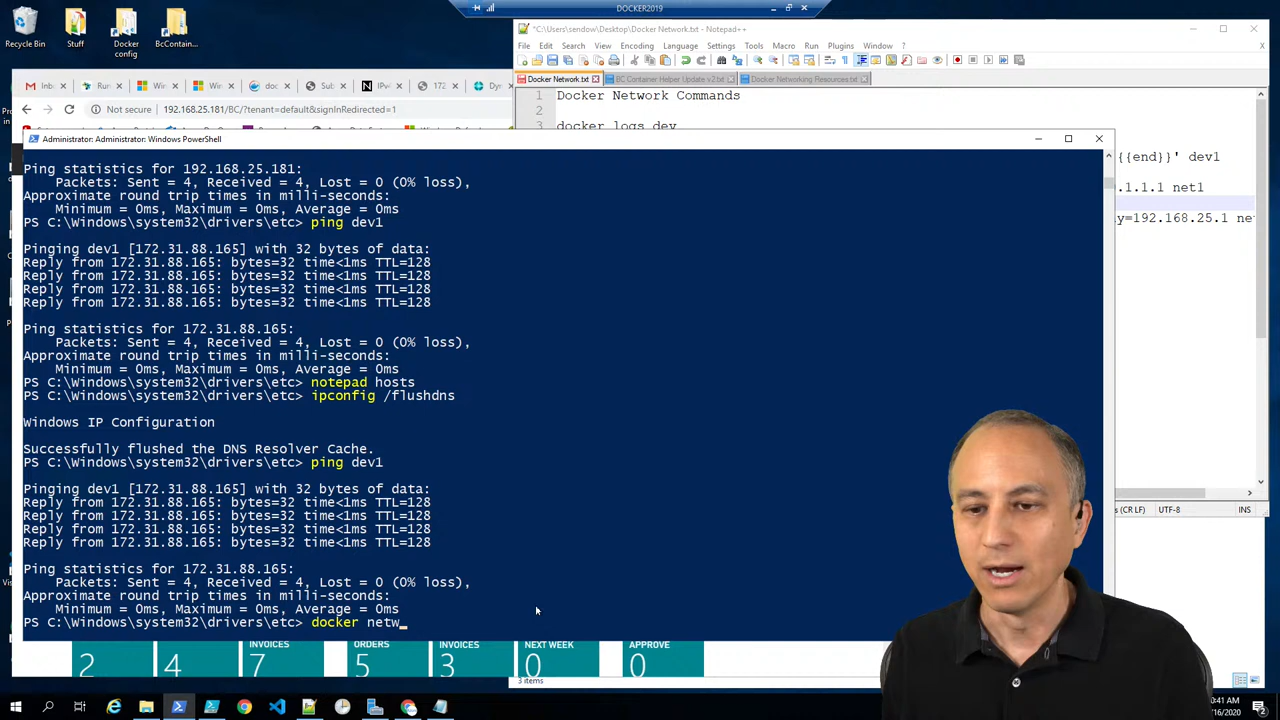 DOCKER2019
Recycle Bin
Stuff
Docker config
BcContain...
*C:\Users\sendow\Desktop\Docker Network.txt - Notepad++
File Edit Search View Encoding Language Settings Tools Macro Run Plugins Window ?
Docker Network.txt
BC Container Helper Update v2.txt
Docker Networking Resources.txt
Not secure
192.168.25.181/BC/?tenant=default&signInRedirected=1
1 Docker Network Commands
2
3 docker logs dev
{{end}}' dev1
.1.1.1 net1
y=192.168.25.1 ne
Administrator: Administrator: Windows PowerShell
Ping statistics for 192.168.25.181:
Packets: Sent = 4, Received = 4, Lost = 0 (0% loss),
Approximate round trip times in milli-seconds:
Minimum = 0ms, Maximum = 0ms, Average = 0ms
PS C:\Windows\system32\drivers\etc> ping dev1
Pinging dev1 [172.31.88.165] with 32 bytes of data:
Reply from 172.31.88.165: bytes=32 time<1ms TTL=128
Reply from 172.31.88.165: bytes=32 time<1ms TTL=128
Reply from 172.31.88.165: bytes=32 time<1ms TTL=128
Reply from 172.31.88.165: bytes=32 time<1ms TTL=128
Ping statistics for 172.31.88.165:
Packets: Sent = 4, Received = 4, Lost = 0 (0% loss),
Approximate round trip times in milli-seconds:
Minimum = 0ms, Maximum = 0ms, Average = 0ms
PS C:\Windows\system32\drivers\etc> notepad hosts
PS C:\Windows\system32\drivers\etc> ipconfig /flushdns
Windows IP Configuration
Successfully flushed the DNS Resolver Cache.
PS C:\Windows\system32\drivers\etc> ping dev1
Pinging dev1 [172.31.88.165] with 32 bytes of data:
Reply from 172.31.88.165: bytes=32 time<1ms TTL=128
Reply from 172.31.88.165: bytes=32 time<1ms TTL=128
Reply from 172.31.88.165: bytes=32 time<1ms TTL=128
Reply from 172.31.88.165: bytes=32 time<1ms TTL=128
Ping statistics for 172.31.88.165:
Packets: Sent = 4, Received = 4, Lost = 0 (0% loss),
Approximate round trip times in milli-seconds:
Minimum = 0ms, Maximum = 0ms, Average = 0ms
PS C:\Windows\system32\drivers\etc> docker netw_
s (CR LF) UTF-8 INS
INVOICES ORDERS INVOICES NEXT WEEK APPROVE
2 4 7 5 3 0 0
3 items
0:41 AM
/16/2020